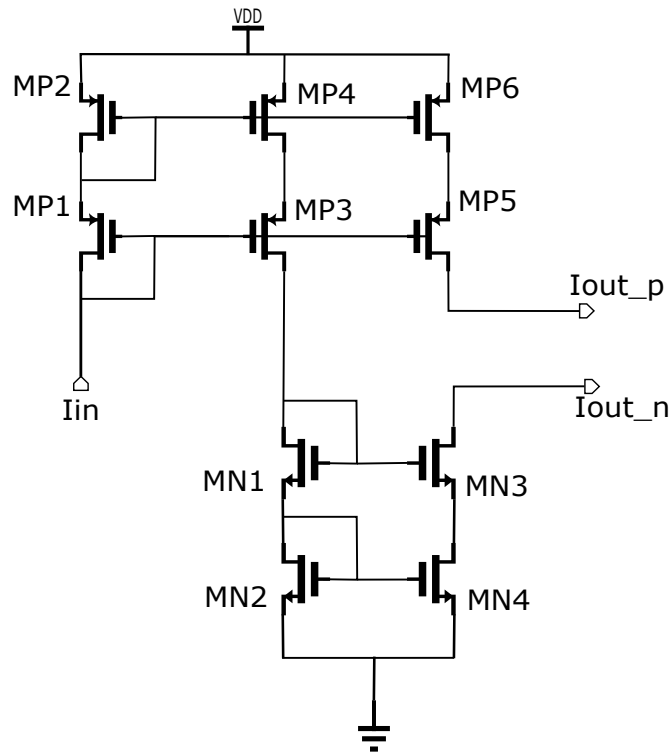 VDD
MP2
MP4
MP6
MP1
MP3
MP5
Iout_p
Iin
Iout_n
MN1
MN3
MN2
MN4